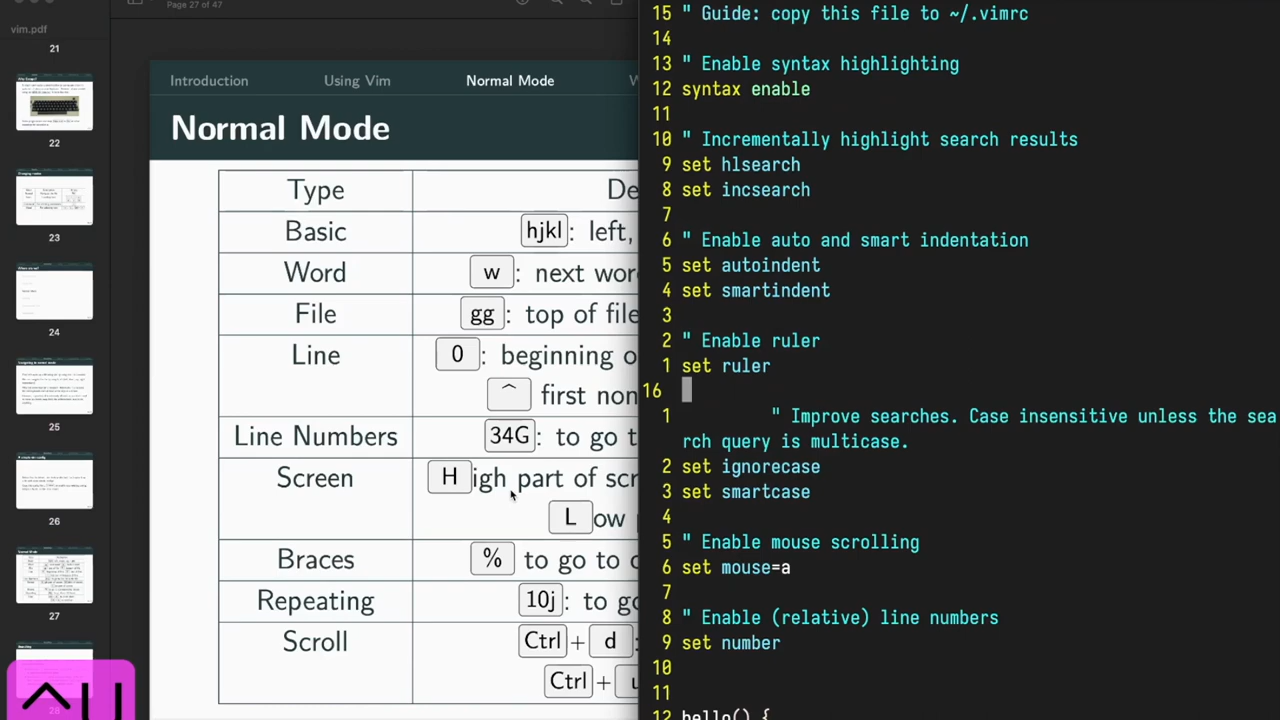 Page 27 of 47
vim.pdf
21
22
23
24
25
26
27
28
Introduction Using Vim Normal Mode
Normal Mode
Type
Basic hjkl: left,
Word w: next wor
File gg: top of file
Line 0: beginning o
first non
Line Numbers 34G: to go t
Screen High part of scr
Low
Braces % to go to
Repeating 10j: to go
Scroll Ctrl + d:
Ctrl +
^U
15 " Guide: copy this file to ~/.vimrc
14
13 " Enable syntax highlighting
12 syntax enable
11
10 " Incrementally highlight search results
9 set hlsearch
8 set incsearch
7
6 " Enable auto and smart indentation
5 set autoindent
4 set smartindent
3
2 " Enable ruler
1 set ruler
16
1 " Improve searches. Case insensitive unless the sea
rch query is multicase.
2 set ignorecase
3 set smartcase
4
5 " Enable mouse scrolling
6 set mouse=a
7
8 " Enable (relative) line numbers
9 set number
10
11
12 hello() {